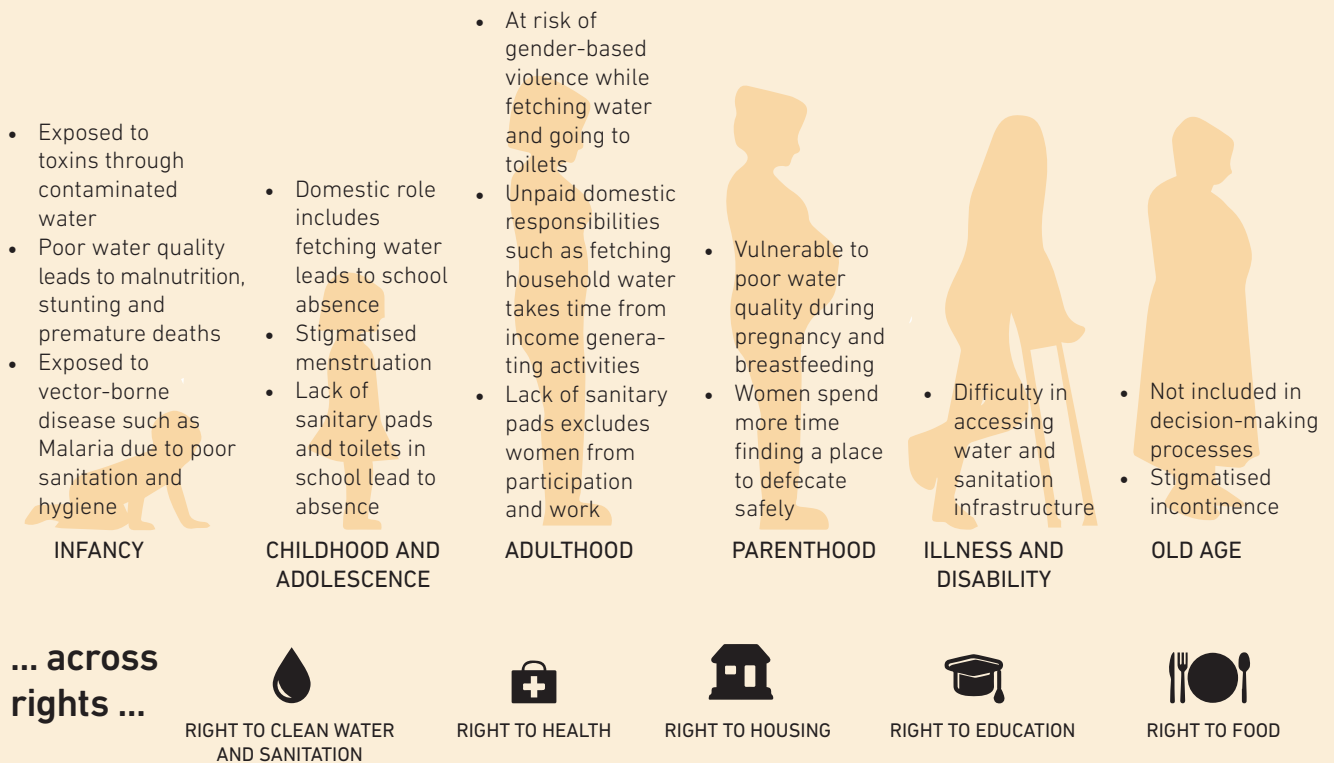 • Exposed to
toxins through
contaminated
water
• Poor water quality
leads to malnutrition,
stunting and
premature deaths
• Exposed to
vector-borne
disease such as
Malaria due to poor
sanitation and
hygiene
INFANCY
• Domestic role
includes
fetching water
leads to school
absence
• Stigmatised
menstruation
• Lack of
sanitary pads
and toilets in
school lead to
absence
CHILDHOOD AND
ADOLESCENCE
• At risk of
gender-based
violence while
fetching water
and going to
toilets
• Unpaid domestic
responsibilities
such as fetching
household water
takes time from
income genera-
ting activities
• Lack of sanitary
pads excludes
women from
participation
and work
ADULTHOOD
• Vulnerable to
poor water
quality during
pregnancy and
breastfeeding
• Women spend
more time
finding a place
to defecate
safely
PARENTHOOD
• Difficulty in
accessing
water and
sanitation
infrastructure
ILLNESS AND
DISABILITY
• Not included in
decision-making
processes
• Stigmatised
incontinence
OLD AGE
... across
rights ...
RIGHT TO CLEAN WATER
AND SANITATION
RIGHT TO HEALTH
RIGHT TO HOUSING
RIGHT TO EDUCATION
RIGHT TO FOOD